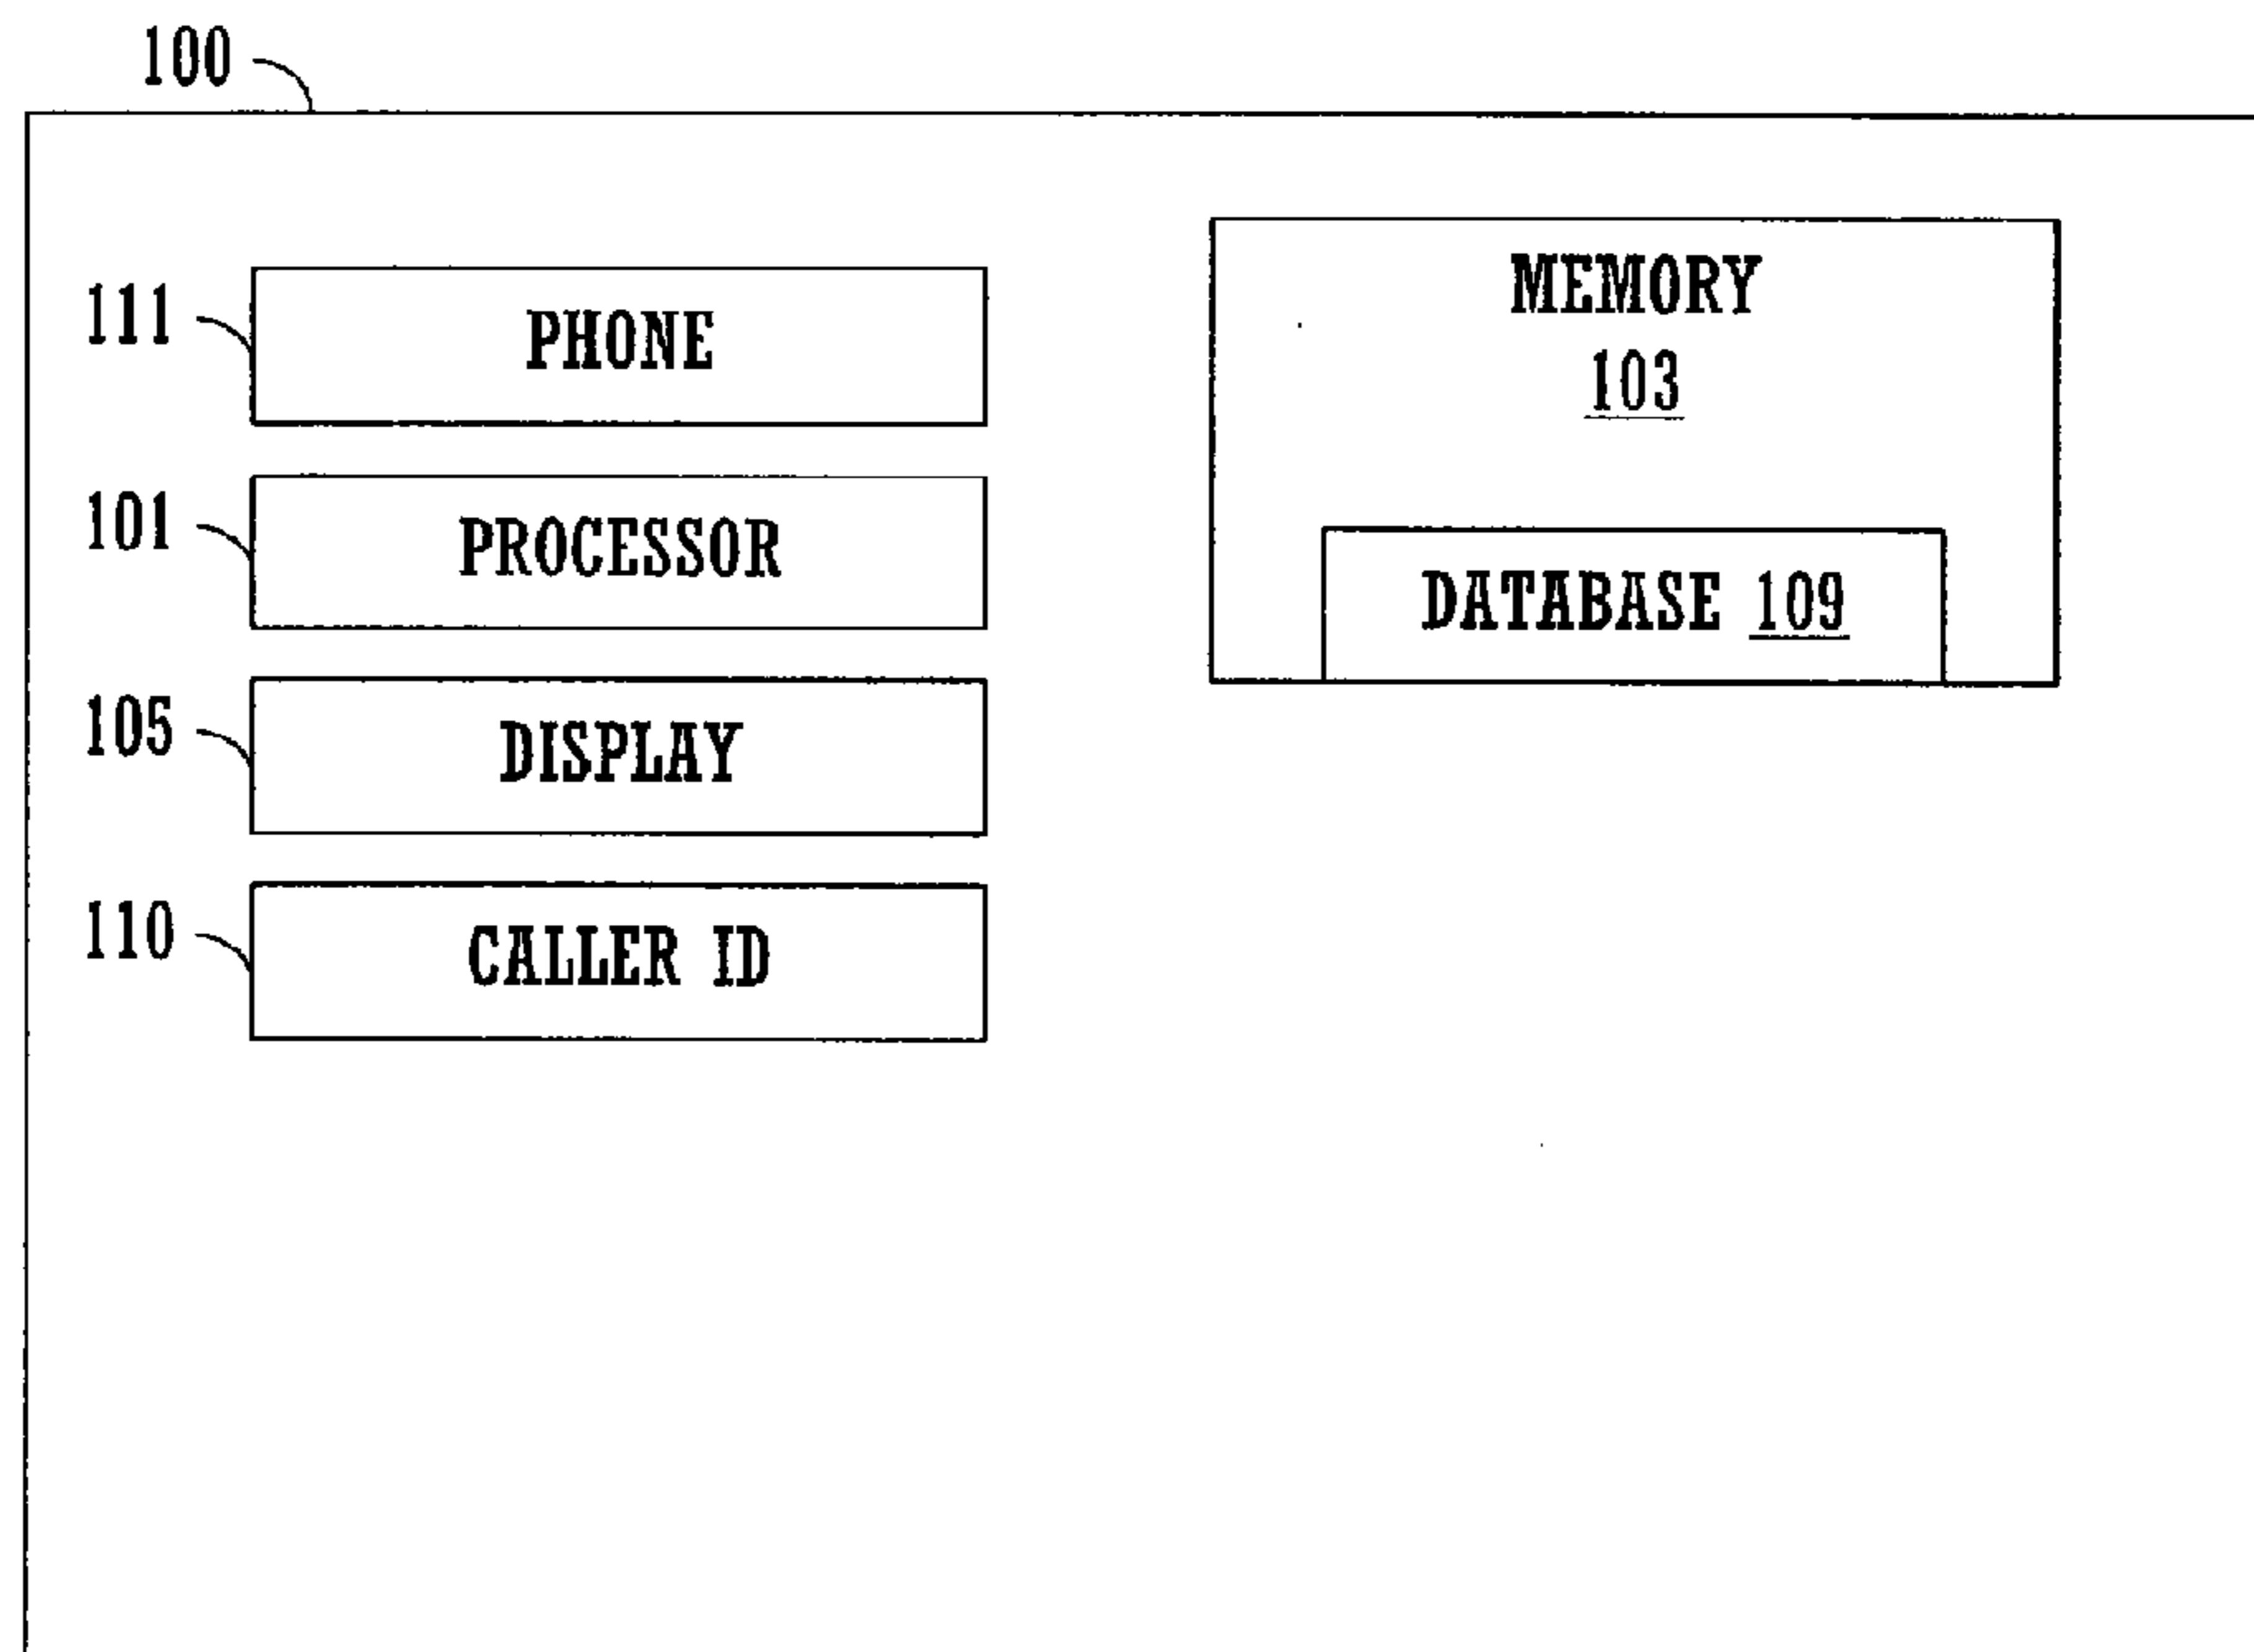 100
111
PHONE
101
PROCESSOR
105
DISPLAY
110
CALLER ID
MEMORY
103
DATABASE 109